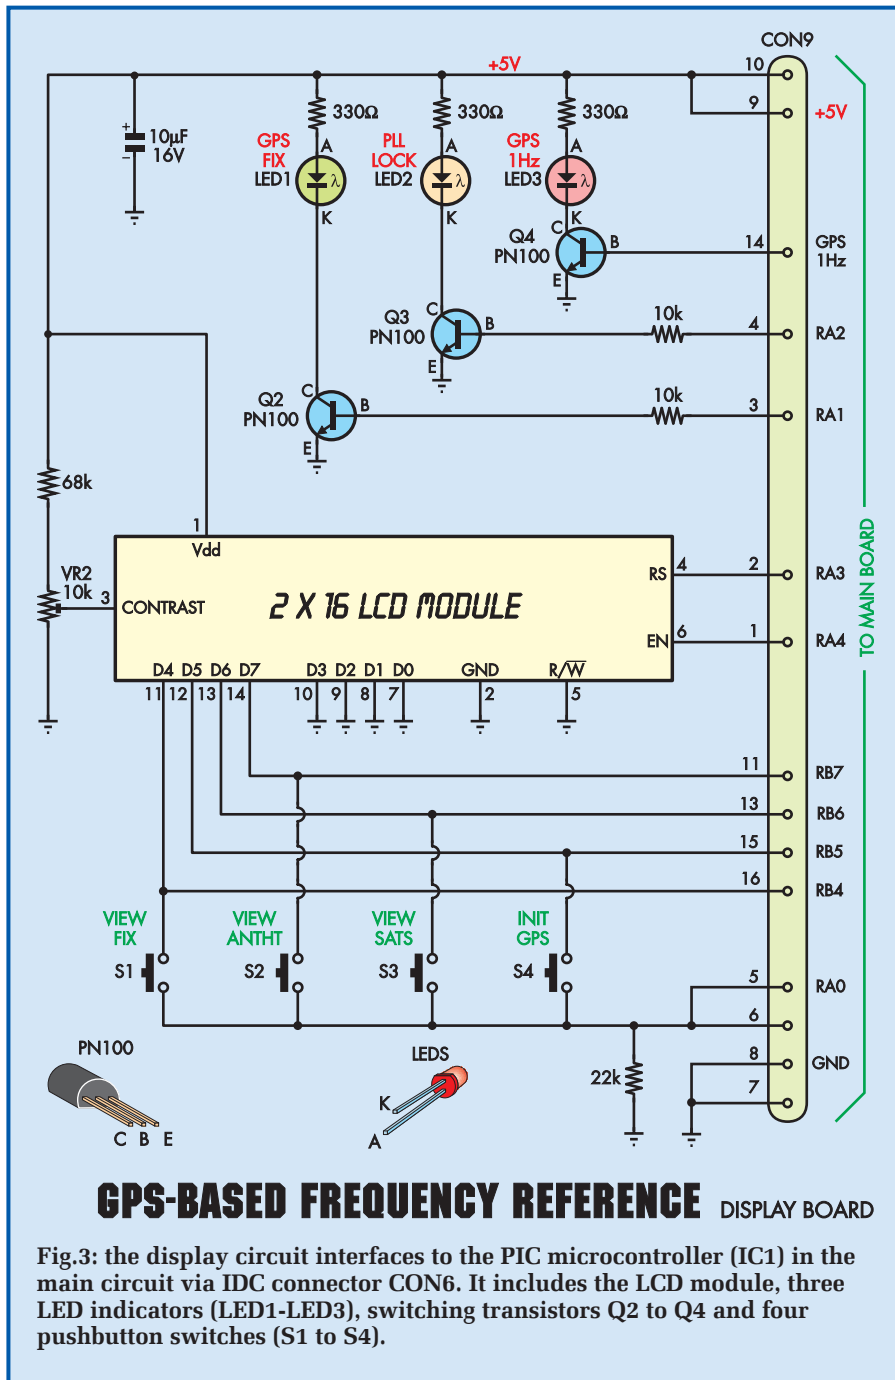 CON9
+5V
10
9
+5V
10µF
16V
330Ω
330Ω
330Ω
GPS
FIX
LED1
A
K
PLL
LOCK
LED2
A
K
GPS
1Hz
LED3
A
K
Q4
PN100
C
B
E
14
GPS
1Hz
Q3
PN100
C
B
E
10k
4
RA2
Q2
PN100
C
B
E
10k
3
RA1
68k
VR2
10k
1
Vdd
3
CONTRAST
2 X 16 LCD MODULE
RS
4
2
RA3
EN
6
1
RA4
TO MAIN BOARD
D4 D5 D6 D7 D3 D2 D1 D0 GND R/W̅
11 12 13 14 10 9 8 7 2 5
11
RB7
13
RB6
15
RB5
16
RB4
VIEW
FIX
S1
VIEW
ANTHT
S2
VIEW
SATS
S3
INIT
GPS
S4
5
RA0
6
8
GND
7
22k
PN100
C B E
LEDS
K
A
GPS-BASED FREQUENCY REFERENCE DISPLAY BOARD
Fig.3: the display circuit interfaces to the PIC microcontroller (IC1) in the
main circuit via IDC connector CON6. It includes the LCD module, three
LED indicators (LED1-LED3), switching transistors Q2 to Q4 and four
pushbutton switches (S1 to S4).